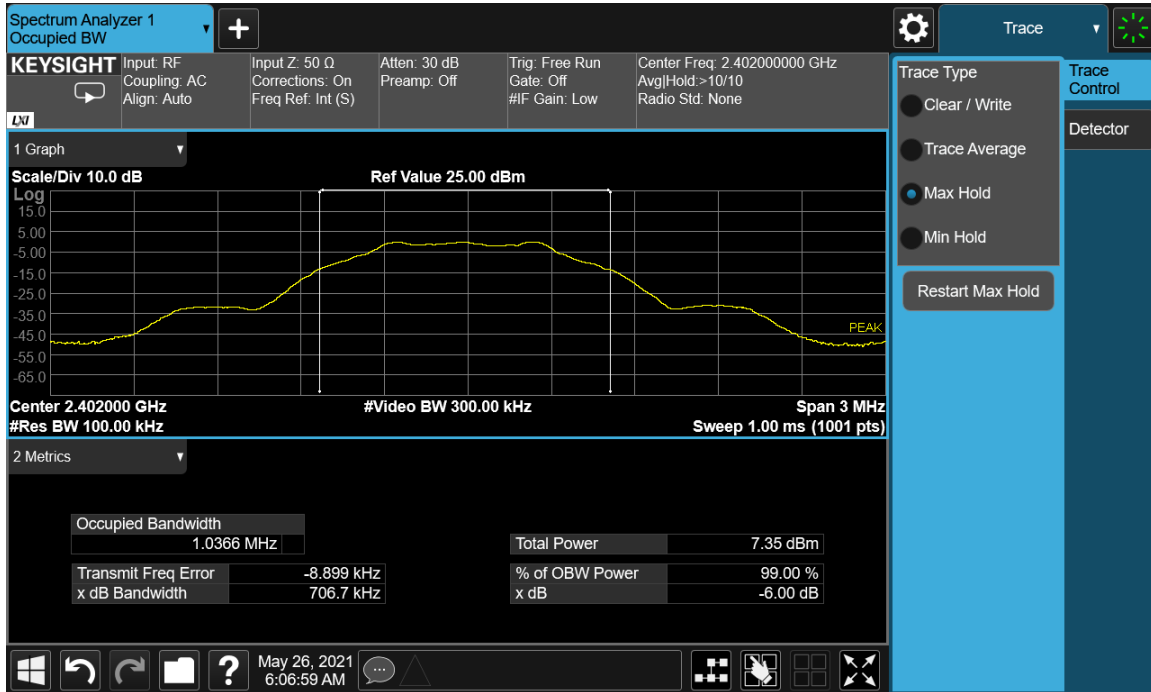 Spectrum Analyzer 1
Occupied BW
Trace
KEYSIGHT
LXI
Input: RF
Coupling: AC
Align: Auto
Input Z: 50 Ω
Corrections: On
Freq Ref: Int (S)
Atten: 30 dB
Preamp: Off
Trig: Free Run
Gate: Off
#IF Gain: Low
Center Freq: 2.402000000 GHz
Avg|Hold:>10/10
Radio Std: None
1 Graph
Scale/Div 10.0 dB
Ref Value 25.00 dBm
Log
15.0
5.00
-5.00
-15.0
-25.0
-35.0
-45.0
-55.0
-65.0
PEAK
Center 2.402000 GHz
#Video BW 300.00 kHz
Span 3 MHz
#Res BW 100.00 kHz
Sweep 1.00 ms (1001 pts)
2 Metrics
Occupied Bandwidth
1.0366 MHz
Total Power 7.35 dBm
Transmit Freq Error -8.899 kHz
% of OBW Power 99.00 %
x dB Bandwidth 706.7 kHz
x dB -6.00 dB
May 26, 2021
6:06:59 AM
Trace Type
Clear / Write
Trace Average
Max Hold
Min Hold
Restart Max Hold
Trace
Control
Detector